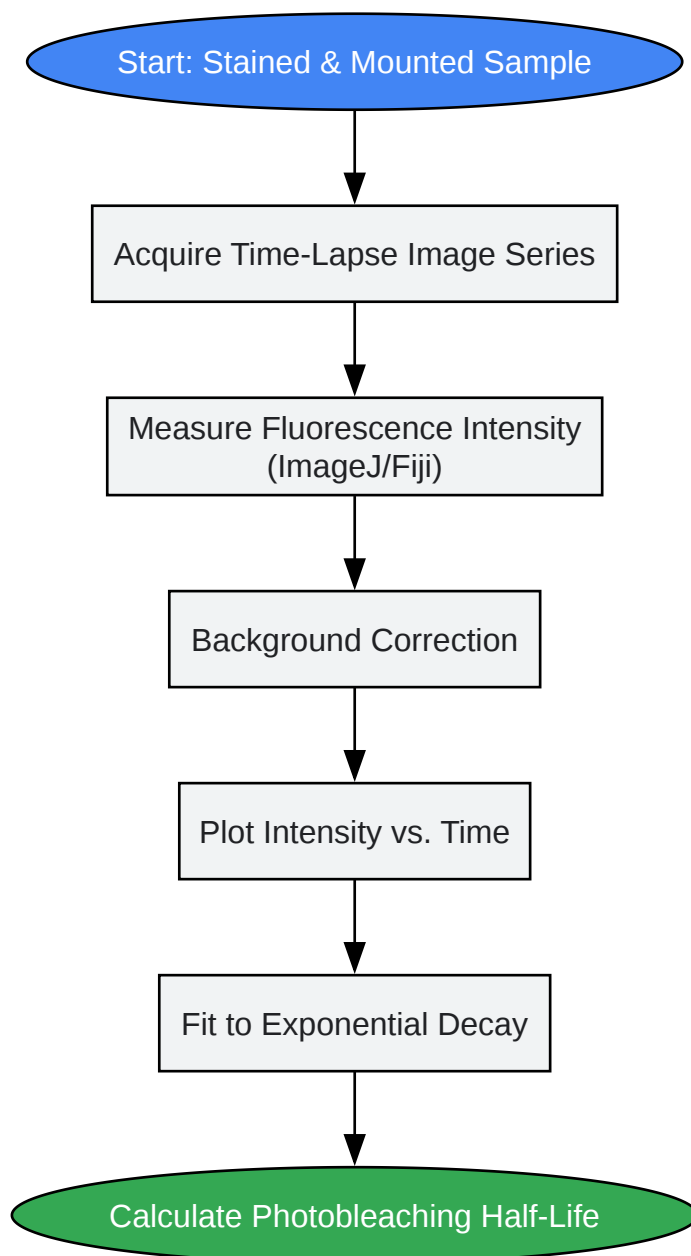 Start: Stained & Mounted Sample
Acquire Time-Lapse Image Series
Measure Fluorescence Intensity
(ImageJ/Fiji)
Background Correction
Plot Intensity vs. Time
Fit to Exponential Decay
Calculate Photobleaching Half-Life